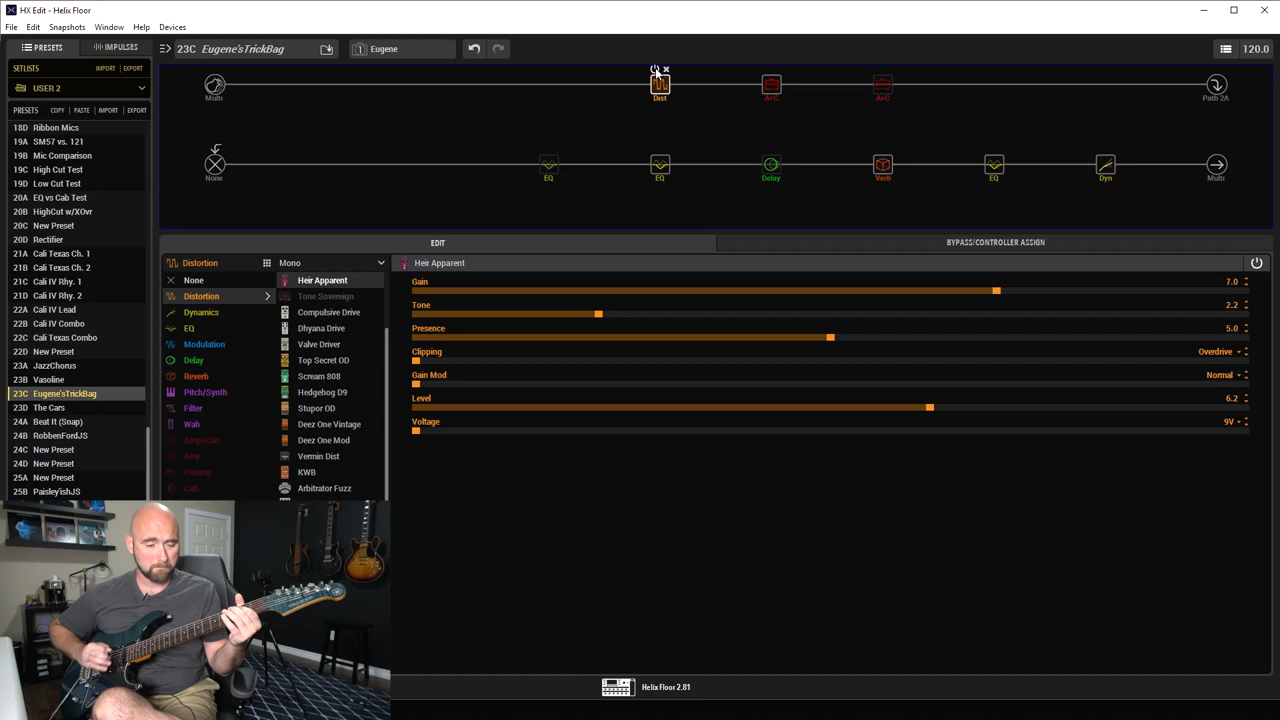 HX Edit - Helix Floor
File Edit Snapshots Window Help Devices
PRESETS IMPULSES
23C Eugene'sTrickBag
1 Eugene
120.0
SETLISTS IMPORT EXPORT
USER 2
PRESETS COPY PASTE IMPORT EXPORT
18D Ribbon Mics
19A SM57 vs. 121
19B Mic Comparison
19C High Cut Test
19D Low Cut Test
20A EQ vs Cab Test
20B HighCut w/XOvr
20C New Preset
20D Rectifier
21A Cali Texas Ch. 1
21B Cali Texas Ch. 2
21C Cali IV Rhy. 1
21D Cali IV Rhy. 2
22A Cali IV Lead
22B Cali IV Combo
22C Cali Texas Combo
22D New Preset
23A JazzChorus
23B Vasoline
23C Eugene'sTrickBag
23D The Cars
24A Beat It (Snap)
24B RobbenFordJS
24C New Preset
24D New Preset
25A New Preset
25B Paisley'ishJS
Multi Dist A+C A+C Path 2A
None EQ EQ Delay Verb EQ Dyn Multi
EDIT BYPASS/CONTROLLER ASSIGN
Distortion
Mono
None
Distortion
Dynamics
EQ
Modulation
Delay
Reverb
Pitch/Synth
Filter
Wah
Amp+Cab
Amp
Preamp
Cab
Heir Apparent
Tone Sovereign
Compulsive Drive
Dhyana Drive
Valve Driver
Top Secret OD
Scream 808
Hedgehog D9
Stupor OD
Deez One Vintage
Deez One Mod
Vermin Dist
KWB
Arbitrator Fuzz
Heir Apparent
Gain 7.0
Tone 2.2
Presence 5.0
Clipping Overdrive
Gain Mod Normal
Level 6.2
Voltage 9V
Helix Floor 2.81